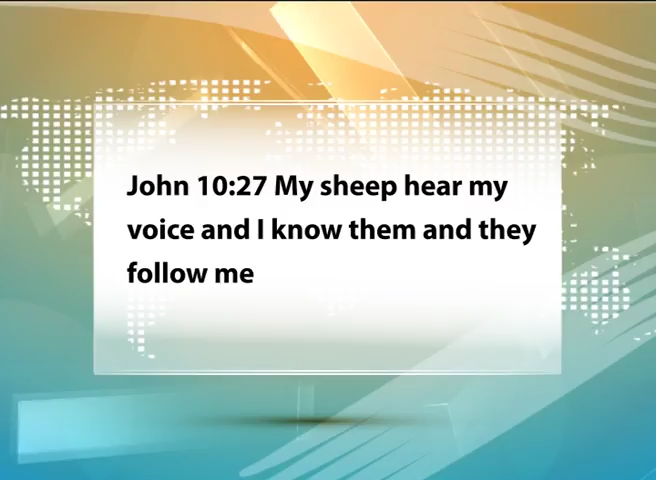 John 10:27 My sheep hear my
voice and I know them and they
follow me